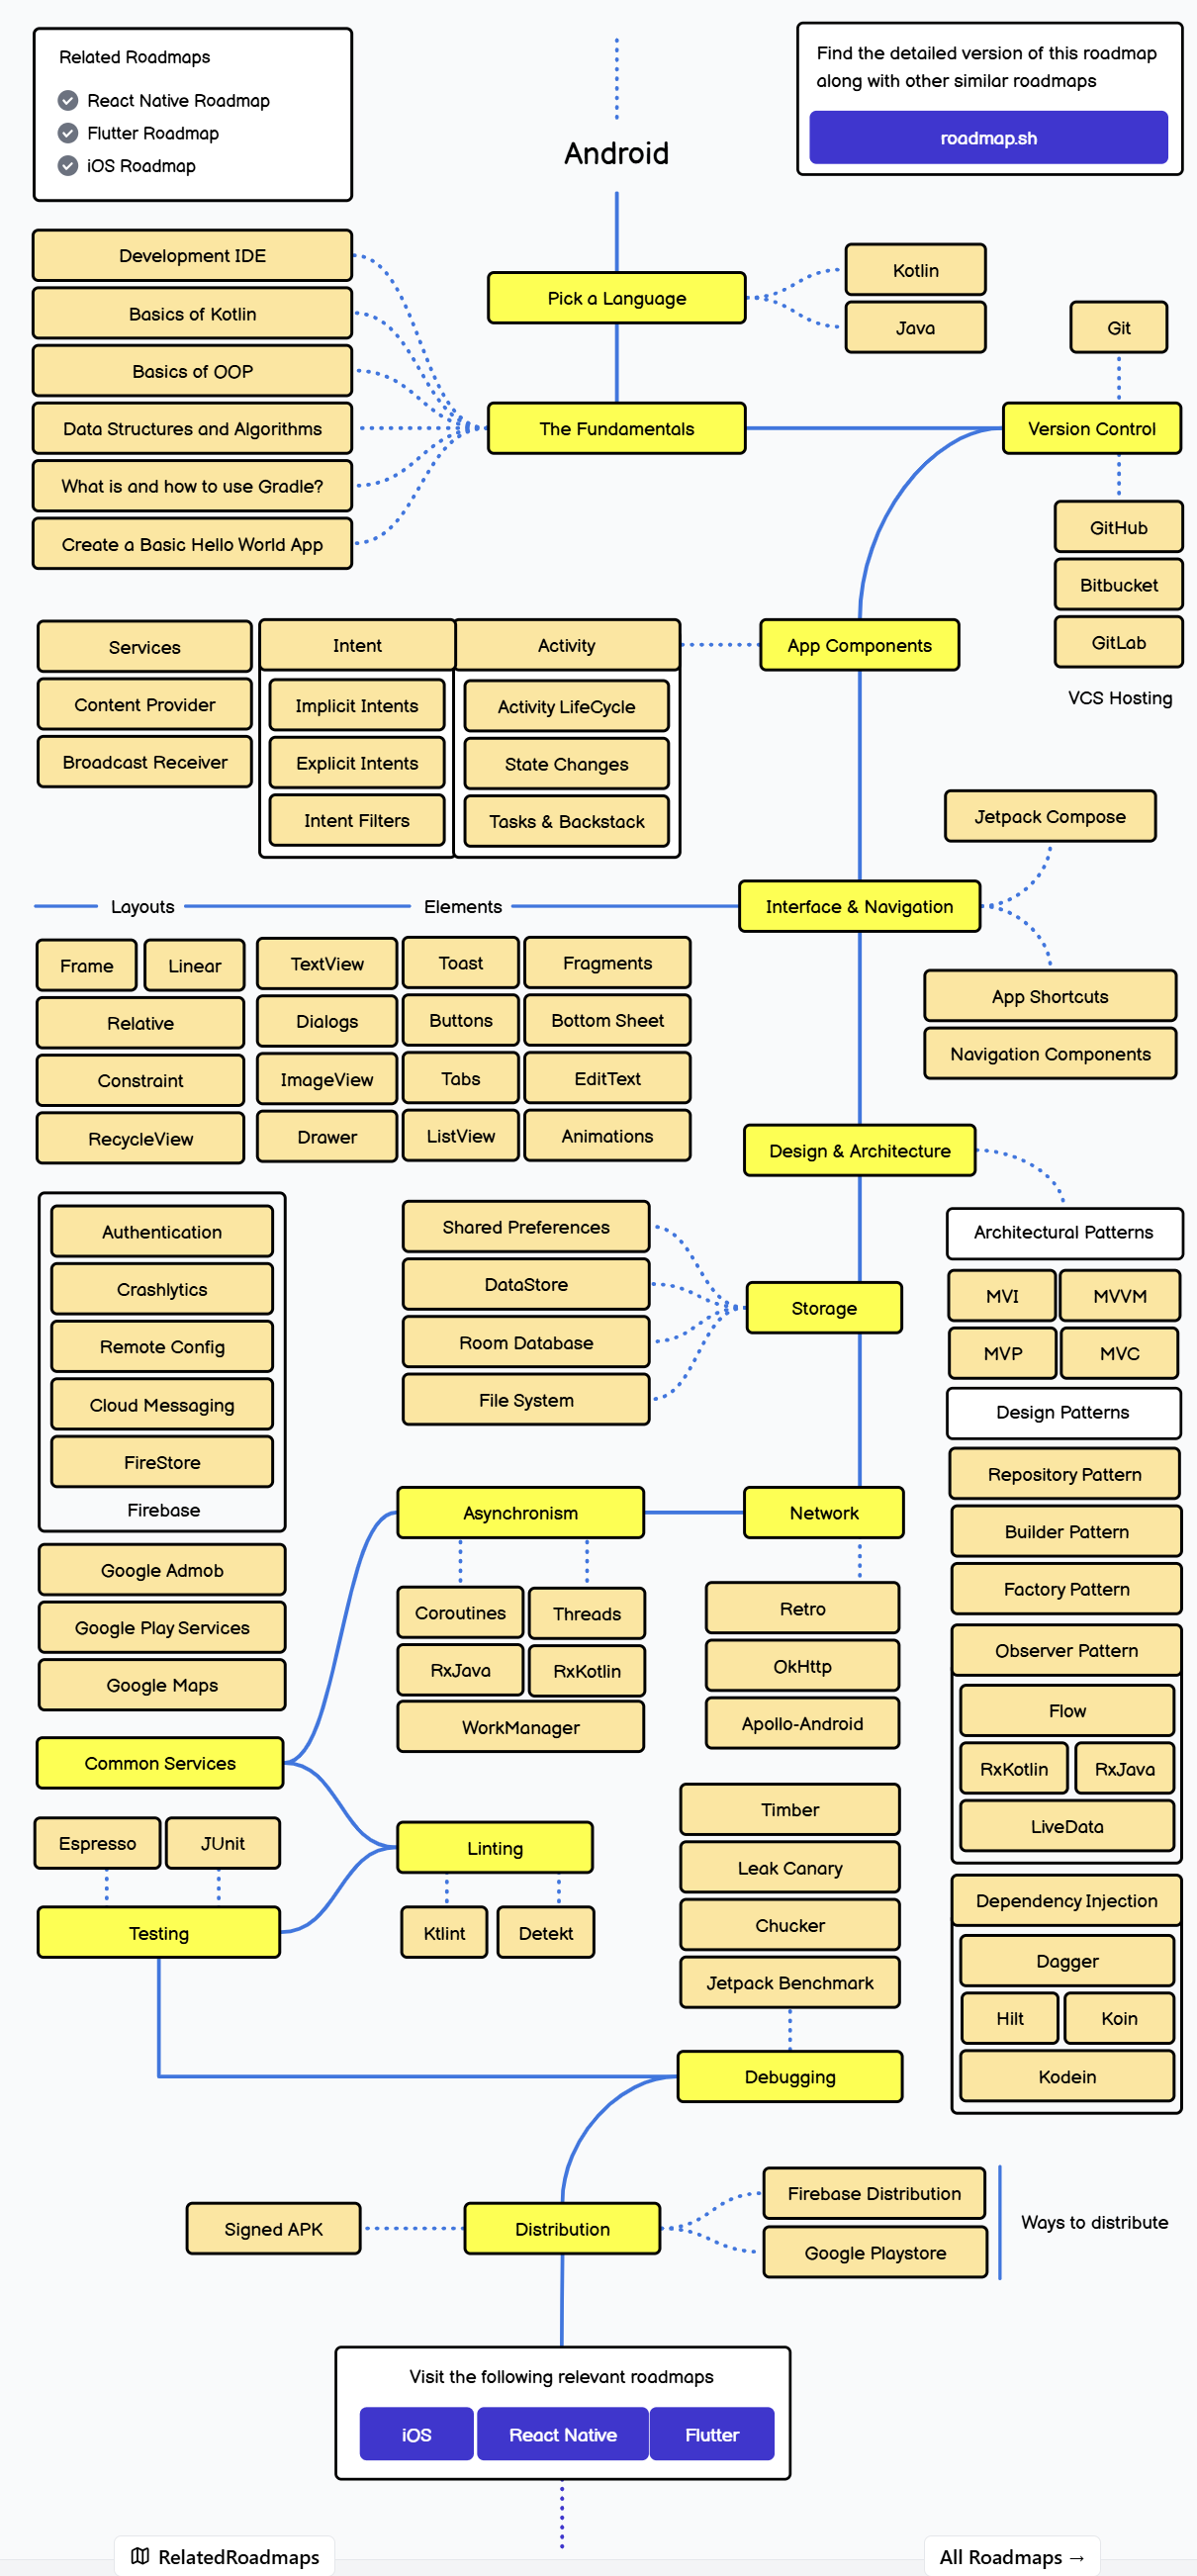 Related Roadmaps
React Native Roadmap
Flutter Roadmap
iOS Roadmap
Find the detailed version of this roadmap
along with other similar roadmaps
roadmap.sh
Android
Development IDE
Basics of Kotlin
Basics of OOP
Data Structures and Algorithms
What is and how to use Gradle?
Create a Basic Hello World App
Pick a Language
Kotlin
Java
The Fundamentals
Git
Version Control
GitHub
Bitbucket
GitLab
VCS Hosting
App Components
Activity
Activity LifeCycle
State Changes
Tasks & Backstack
Intent
Implicit Intents
Explicit Intents
Intent Filters
Services
Content Provider
Broadcast Receiver
Interface & Navigation
Jetpack Compose
App Shortcuts
Navigation Components
Layouts
Frame
Linear
Relative
Constraint
RecycleView
Elements
TextView
Toast
Fragments
Dialogs
Buttons
Bottom Sheet
ImageView
Tabs
EditText
Drawer
ListView
Animations
Design & Architecture
Architectural Patterns
MVI
MVVM
MVP
MVC
Design Patterns
Repository Pattern
Builder Pattern
Factory Pattern
Observer Pattern
Flow
RxKotlin
RxJava
LiveData
Dependency Injection
Dagger
Hilt
Koin
Kodein
Storage
Shared Preferences
DataStore
Room Database
File System
Network
Retro
OkHttp
Apollo-Android
Asynchronism
Coroutines
Threads
RxJava
RxKotlin
WorkManager
Authentication
Crashlytics
Remote Config
Cloud Messaging
FireStore
Firebase
Google Admob
Google Play Services
Google Maps
Common Services
Linting
Ktlint
Detekt
Espresso
JUnit
Testing
Timber
Leak Canary
Chucker
Jetpack Benchmark
Debugging
Signed APK
Distribution
Firebase Distribution
Google Playstore
Ways to distribute
Visit the following relevant roadmaps
iOS
React Native
Flutter
RelatedRoadmaps
All Roadmaps →